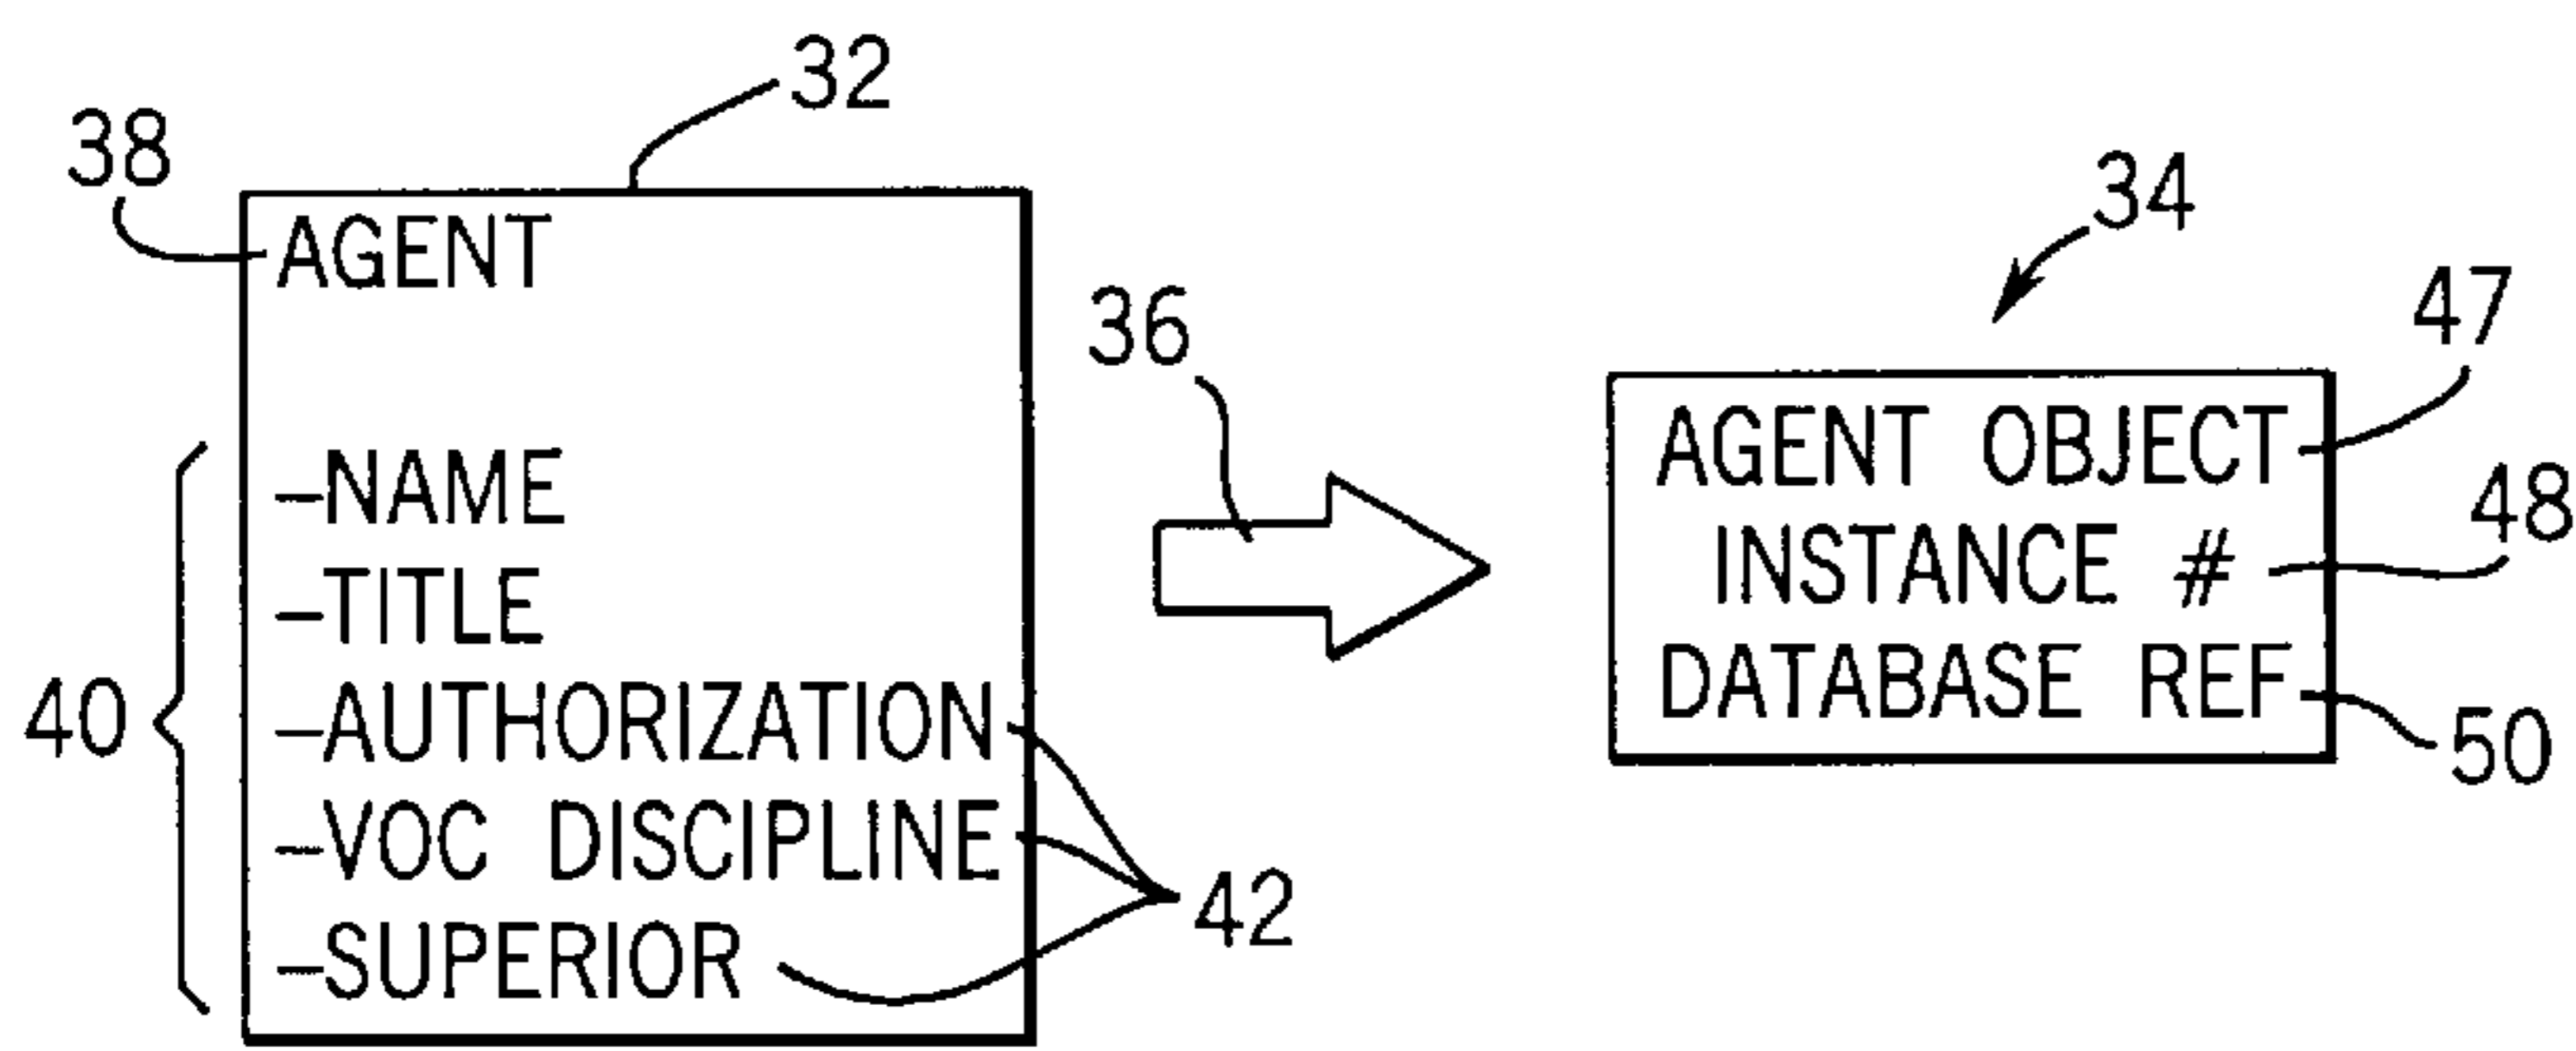 32
38
AGENT
-NAME
-TITLE
-AUTHORIZATION
-VOC DISCIPLINE
-SUPERIOR
40
42
36
34
47
AGENT OBJECT
48
INSTANCE #
DATABASE REF
50